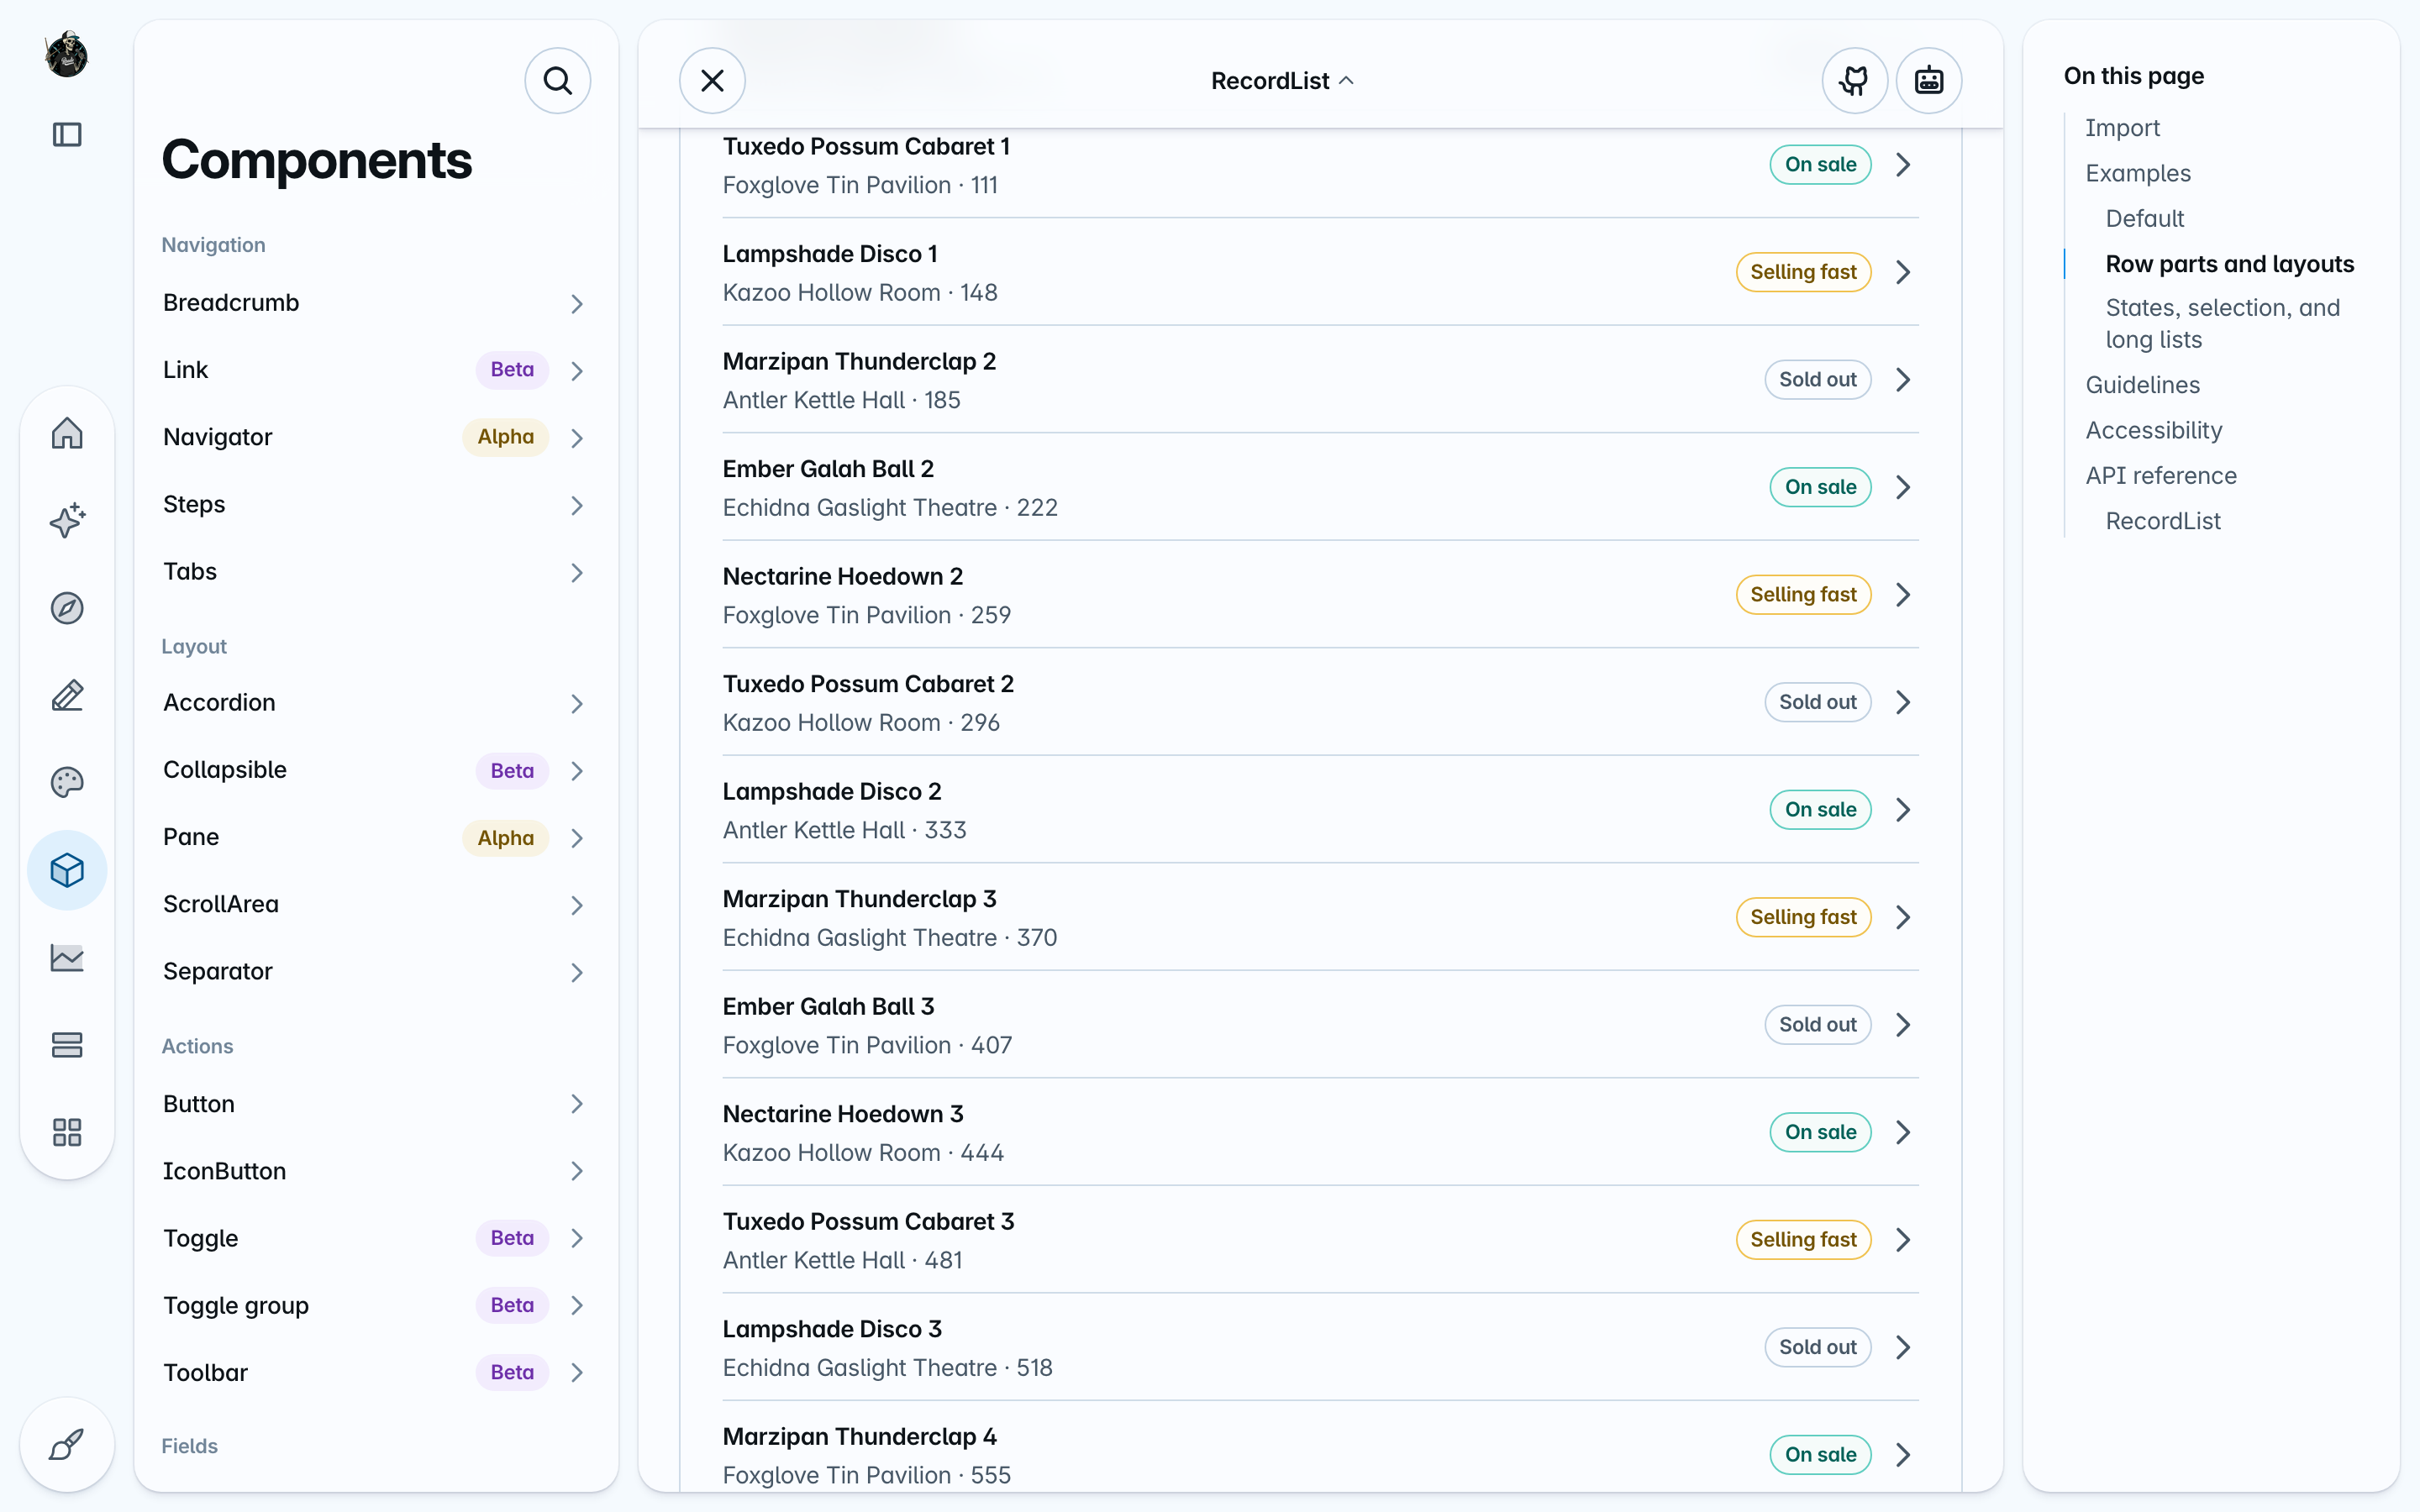 Components
Navigation
Breadcrumb
Link Beta
Navigator Alpha
Steps
Tabs
Layout
Accordion
Collapsible Beta
Pane Alpha
ScrollArea
Separator
Actions
Button
IconButton
Toggle Beta
Toggle group Beta
Toolbar Beta
Fields
RecordList
Tuxedo Possum Cabaret 1
Foxglove Tin Pavilion · 111
On sale
Lampshade Disco 1
Kazoo Hollow Room · 148
Selling fast
Marzipan Thunderclap 2
Antler Kettle Hall · 185
Sold out
Ember Galah Ball 2
Echidna Gaslight Theatre · 222
On sale
Nectarine Hoedown 2
Foxglove Tin Pavilion · 259
Selling fast
Tuxedo Possum Cabaret 2
Kazoo Hollow Room · 296
Sold out
Lampshade Disco 2
Antler Kettle Hall · 333
On sale
Marzipan Thunderclap 3
Echidna Gaslight Theatre · 370
Selling fast
Ember Galah Ball 3
Foxglove Tin Pavilion · 407
Sold out
Nectarine Hoedown 3
Kazoo Hollow Room · 444
On sale
Tuxedo Possum Cabaret 3
Antler Kettle Hall · 481
Selling fast
Lampshade Disco 3
Echidna Gaslight Theatre · 518
Sold out
Marzipan Thunderclap 4
Foxglove Tin Pavilion · 555
On sale
On this page
Import
Examples
Default
Row parts and layouts
States, selection, and
long lists
Guidelines
Accessibility
API reference
RecordList